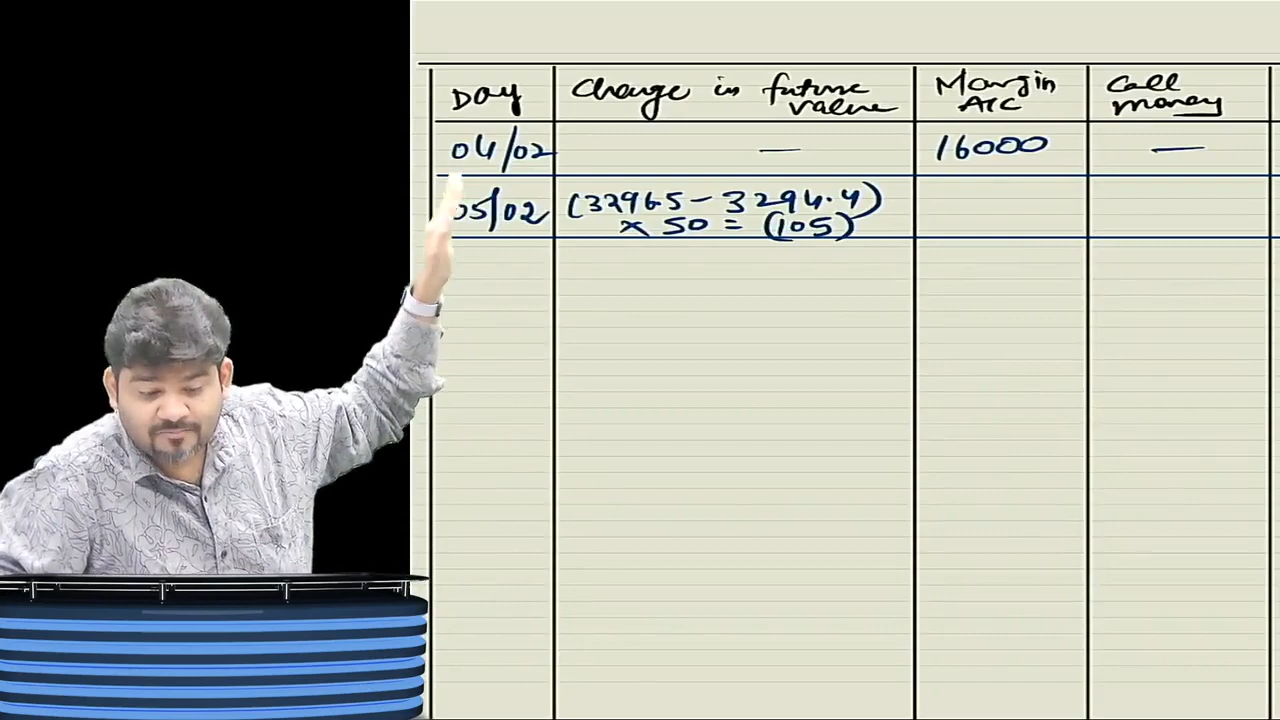 Day
Change in future
value
Margin
A/C
Call
money
04/02
—
16000
—
05/02
(3296.5 - 3294.4)
x 50 = (105)